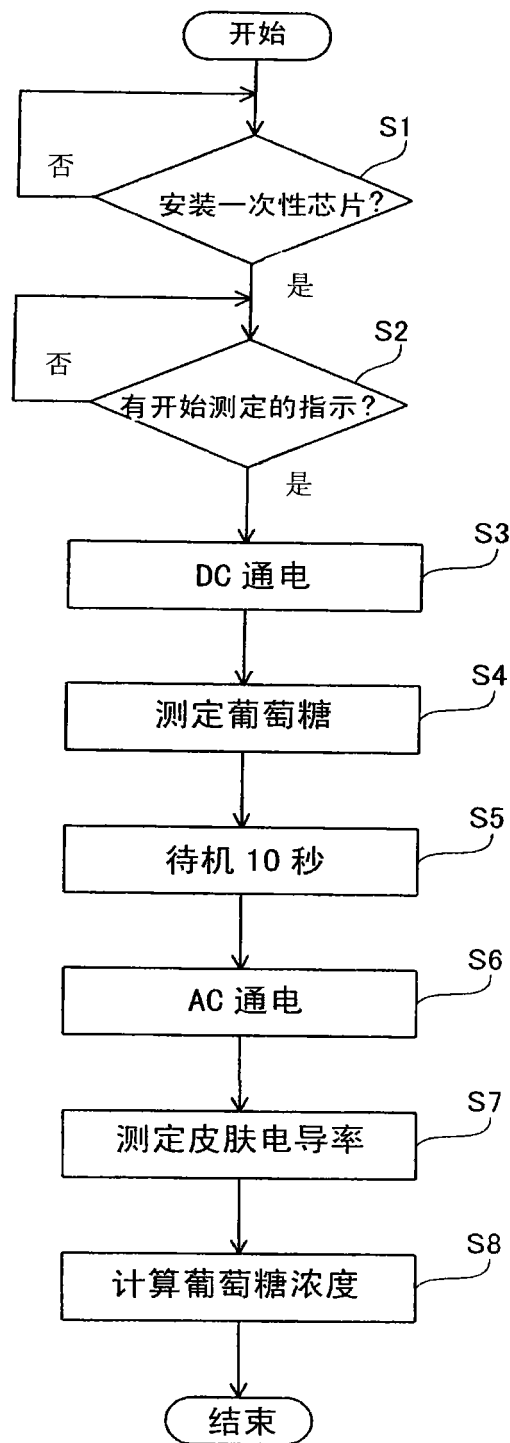 开始
S1
否
安装一次性芯片?
是
S2
否
有开始测定的指示?
是
S3
DC 通电
S4
测定葡萄糖
S5
待机 10 秒
S6
AC 通电
S7
测定皮肤电导率
S8
计算葡萄糖浓度
结束